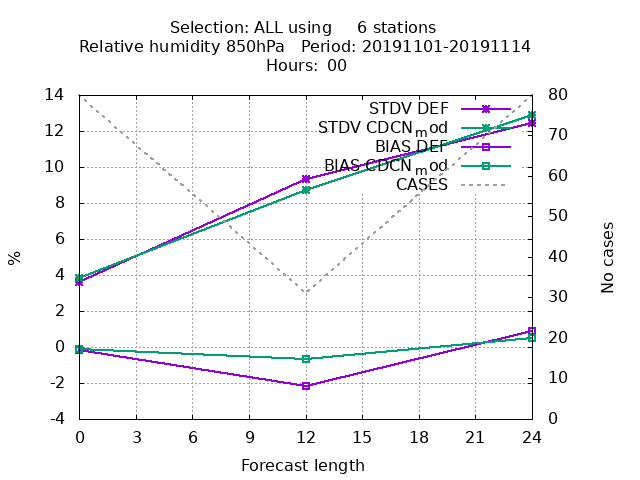 Selection: ALL using     6 stations
Relative humidity 850hPa   Period: 20191101-20191114
Hours: 00
14
12
10
8
6
4
2
0
-2
-4
%
80
70
60
50
40
30
20
10
0
No cases
STDV DEF
STDV CDCN_mod
BIAS DEF
BIAS CDCN_mod
CASES
0 3 6 9 12 15 18 21 24
Forecast length